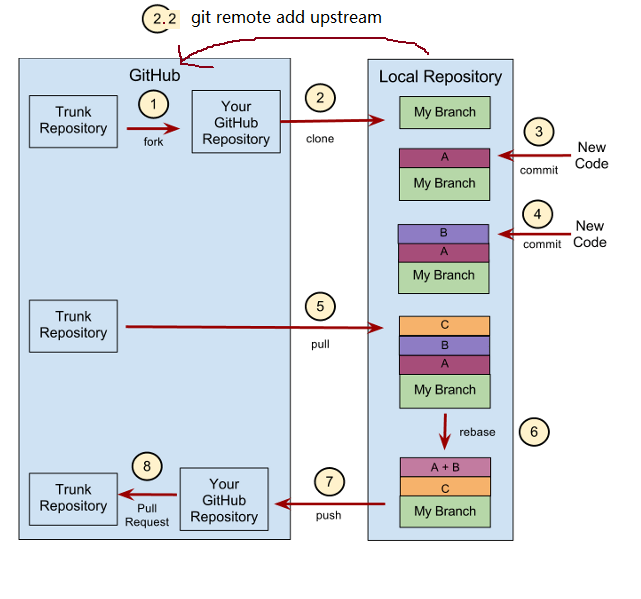 2.2 git remote add upstream
GitHub
Local Repository
Trunk
Repository
1
fork
Your
GitHub
Repository
2
clone
My Branch
3
commit
New
Code
A
My Branch
4
commit
New
Code
B
A
My Branch
Trunk
Repository
5
pull
C
B
A
My Branch
6
rebase
A + B
C
My Branch
7
push
Your
GitHub
Repository
8
Pull
Request
Trunk
Repository